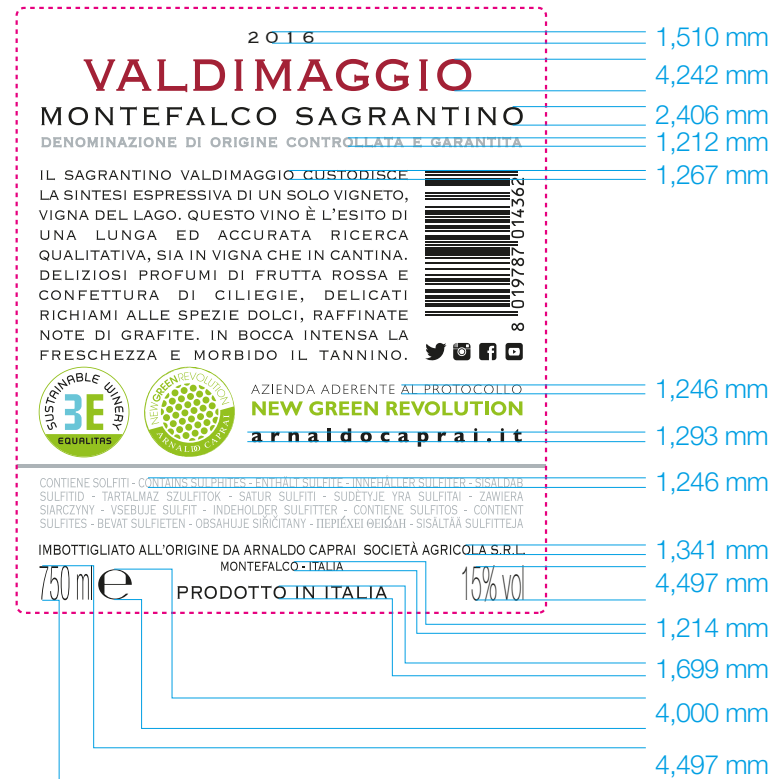 2016
1,510 mm
VALDIMAGGIO
4,242 mm
MONTEFALCO SAGRANTINO
2,406 mm
DENOMINAZIONE DI ORIGINE CONTROLLATA E GARANTITA
1,212 mm
IL SAGRANTINO VALDIMAGGIO CUSTODISCE
1,267 mm
LA SINTESI ESPRESSIVA DI UN SOLO VIGNETO,
VIGNA DEL LAGO. QUESTO VINO È L'ESITO DI
UNA LUNGA ED ACCURATA RICERCA
QUALITATIVA, SIA IN VIGNA CHE IN CANTINA.
DELIZIOSI PROFUMI DI FRUTTA ROSSA E
CONFETTURA DI CILIEGIE, DELICATI
RICHIAMI ALLE SPEZIE DOLCI, RAFFINATE
NOTE DI GRAFITE. IN BOCCA INTENSA LA
FRESCHEZZA E MORBIDO IL TANNINO.
8 019787 014362
SUSTAINABLE WINERY
3E
EQUALITAS
NEWGREENREVOLUTION
ARNALDO CAPRAI
AZIENDA ADERENTE AL PROTOCOLLO
1,246 mm
NEW GREEN REVOLUTION
arnaldocaprai.it
1,293 mm
CONTIENE SOLFITI - CONTAINS SULPHITES - ENTHÄLT SULFITE - INNEHÅLLER SULFITER - SISALDAB
1,246 mm
SULFITID - TARTALMAZ SZULFITOK - SATUR SULFITI - SUDĖTYJE YRA SULFITAI - ZAWIERA
SIARCZYNY - VSEBUJE SULFIT - INDEHOLDER SULFITTER - CONTIENE SULFITOS - CONTIENT
SULFITES - BEVAT SULFIETEN - OBSAHUJE SIŘIČITANY - ΠΕΡΙΈΧΕΙ ΘΕΙΏΔΗ - SISÄLTÄÄ SULFITTEJA
IMBOTTIGLIATO ALL'ORIGINE DA ARNALDO CAPRAI SOCIETÀ AGRICOLA S.R.L.
1,341 mm
MONTEFALCO - ITALIA
750 ml e
PRODOTTO IN ITALIA
15% vol
4,497 mm
1,214 mm
1,699 mm
4,000 mm
4,497 mm